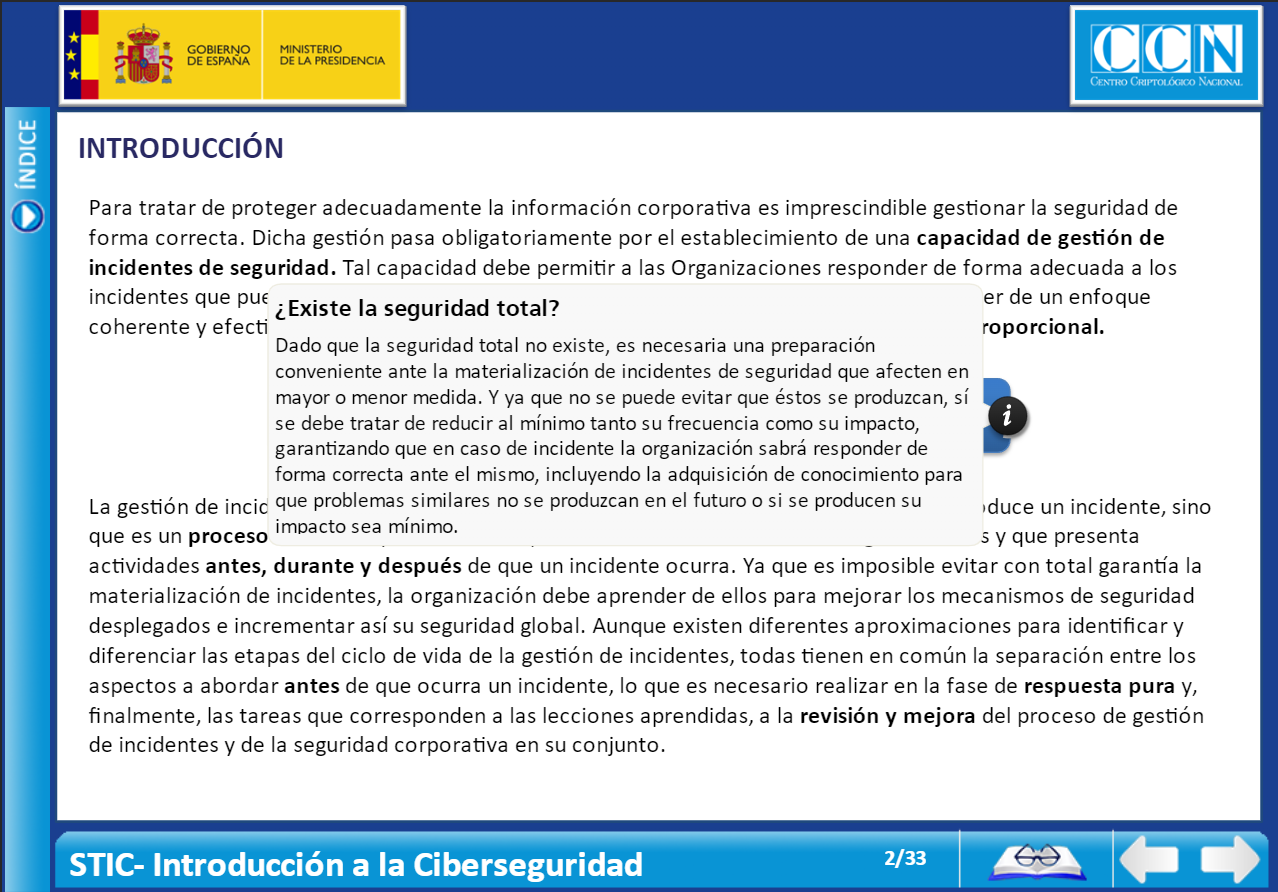 GOBIERNO
DE ESPAÑA
MINISTERIO
DE LA PRESIDENCIA
CCN
CENTRO CRIPTOLÓGICO NACIONAL
ÍNDICE
INTRODUCCIÓN
Para tratar de proteger adecuadamente la información corporativa es imprescindible gestionar la seguridad de
forma correcta. Dicha gestión pasa obligatoriamente por el establecimiento de una capacidad de gestión de
incidentes de seguridad. Tal capacidad debe permitir a las Organizaciones responder de forma adecuada a los
incidentes que de un enfoque
coherente y
¿Existe la seguridad total?
Dado que la seguridad total no existe, es necesaria una preparación
conveniente ante la materialización de incidentes de seguridad que afecten en
mayor o menor medida. Y ya que no se puede evitar que éstos se produzcan, sí
se debe tratar de reducir al mínimo tanto su frecuencia como su impacto,
garantizando que en caso de incidente la organización sabrá responder de
forma correcta ante el mismo, incluyendo la adquisición de conocimiento para
que problemas similares no se produzcan en el futuro o si se producen su
impacto sea mínimo.
i
La gestión de un incidente, sino
que es un proceso y que presenta
actividades antes, durante y después de que un incidente ocurra. Ya que es imposible evitar con total garantía la
materialización de incidentes, la organización debe aprender de ellos para mejorar los mecanismos de seguridad
desplegados e incrementar así su seguridad global. Aunque existen diferentes aproximaciones para identificar y
diferenciar las etapas del ciclo de vida de la gestión de incidentes, todas tienen en común la separación entre los
aspectos a abordar antes de que ocurra un incidente, lo que es necesario realizar en la fase de respuesta pura y,
finalmente, las tareas que corresponden a las lecciones aprendidas, a la revisión y mejora del proceso de gestión
de incidentes y de la seguridad corporativa en su conjunto.
STIC- Introducción a la Ciberseguridad
2/33